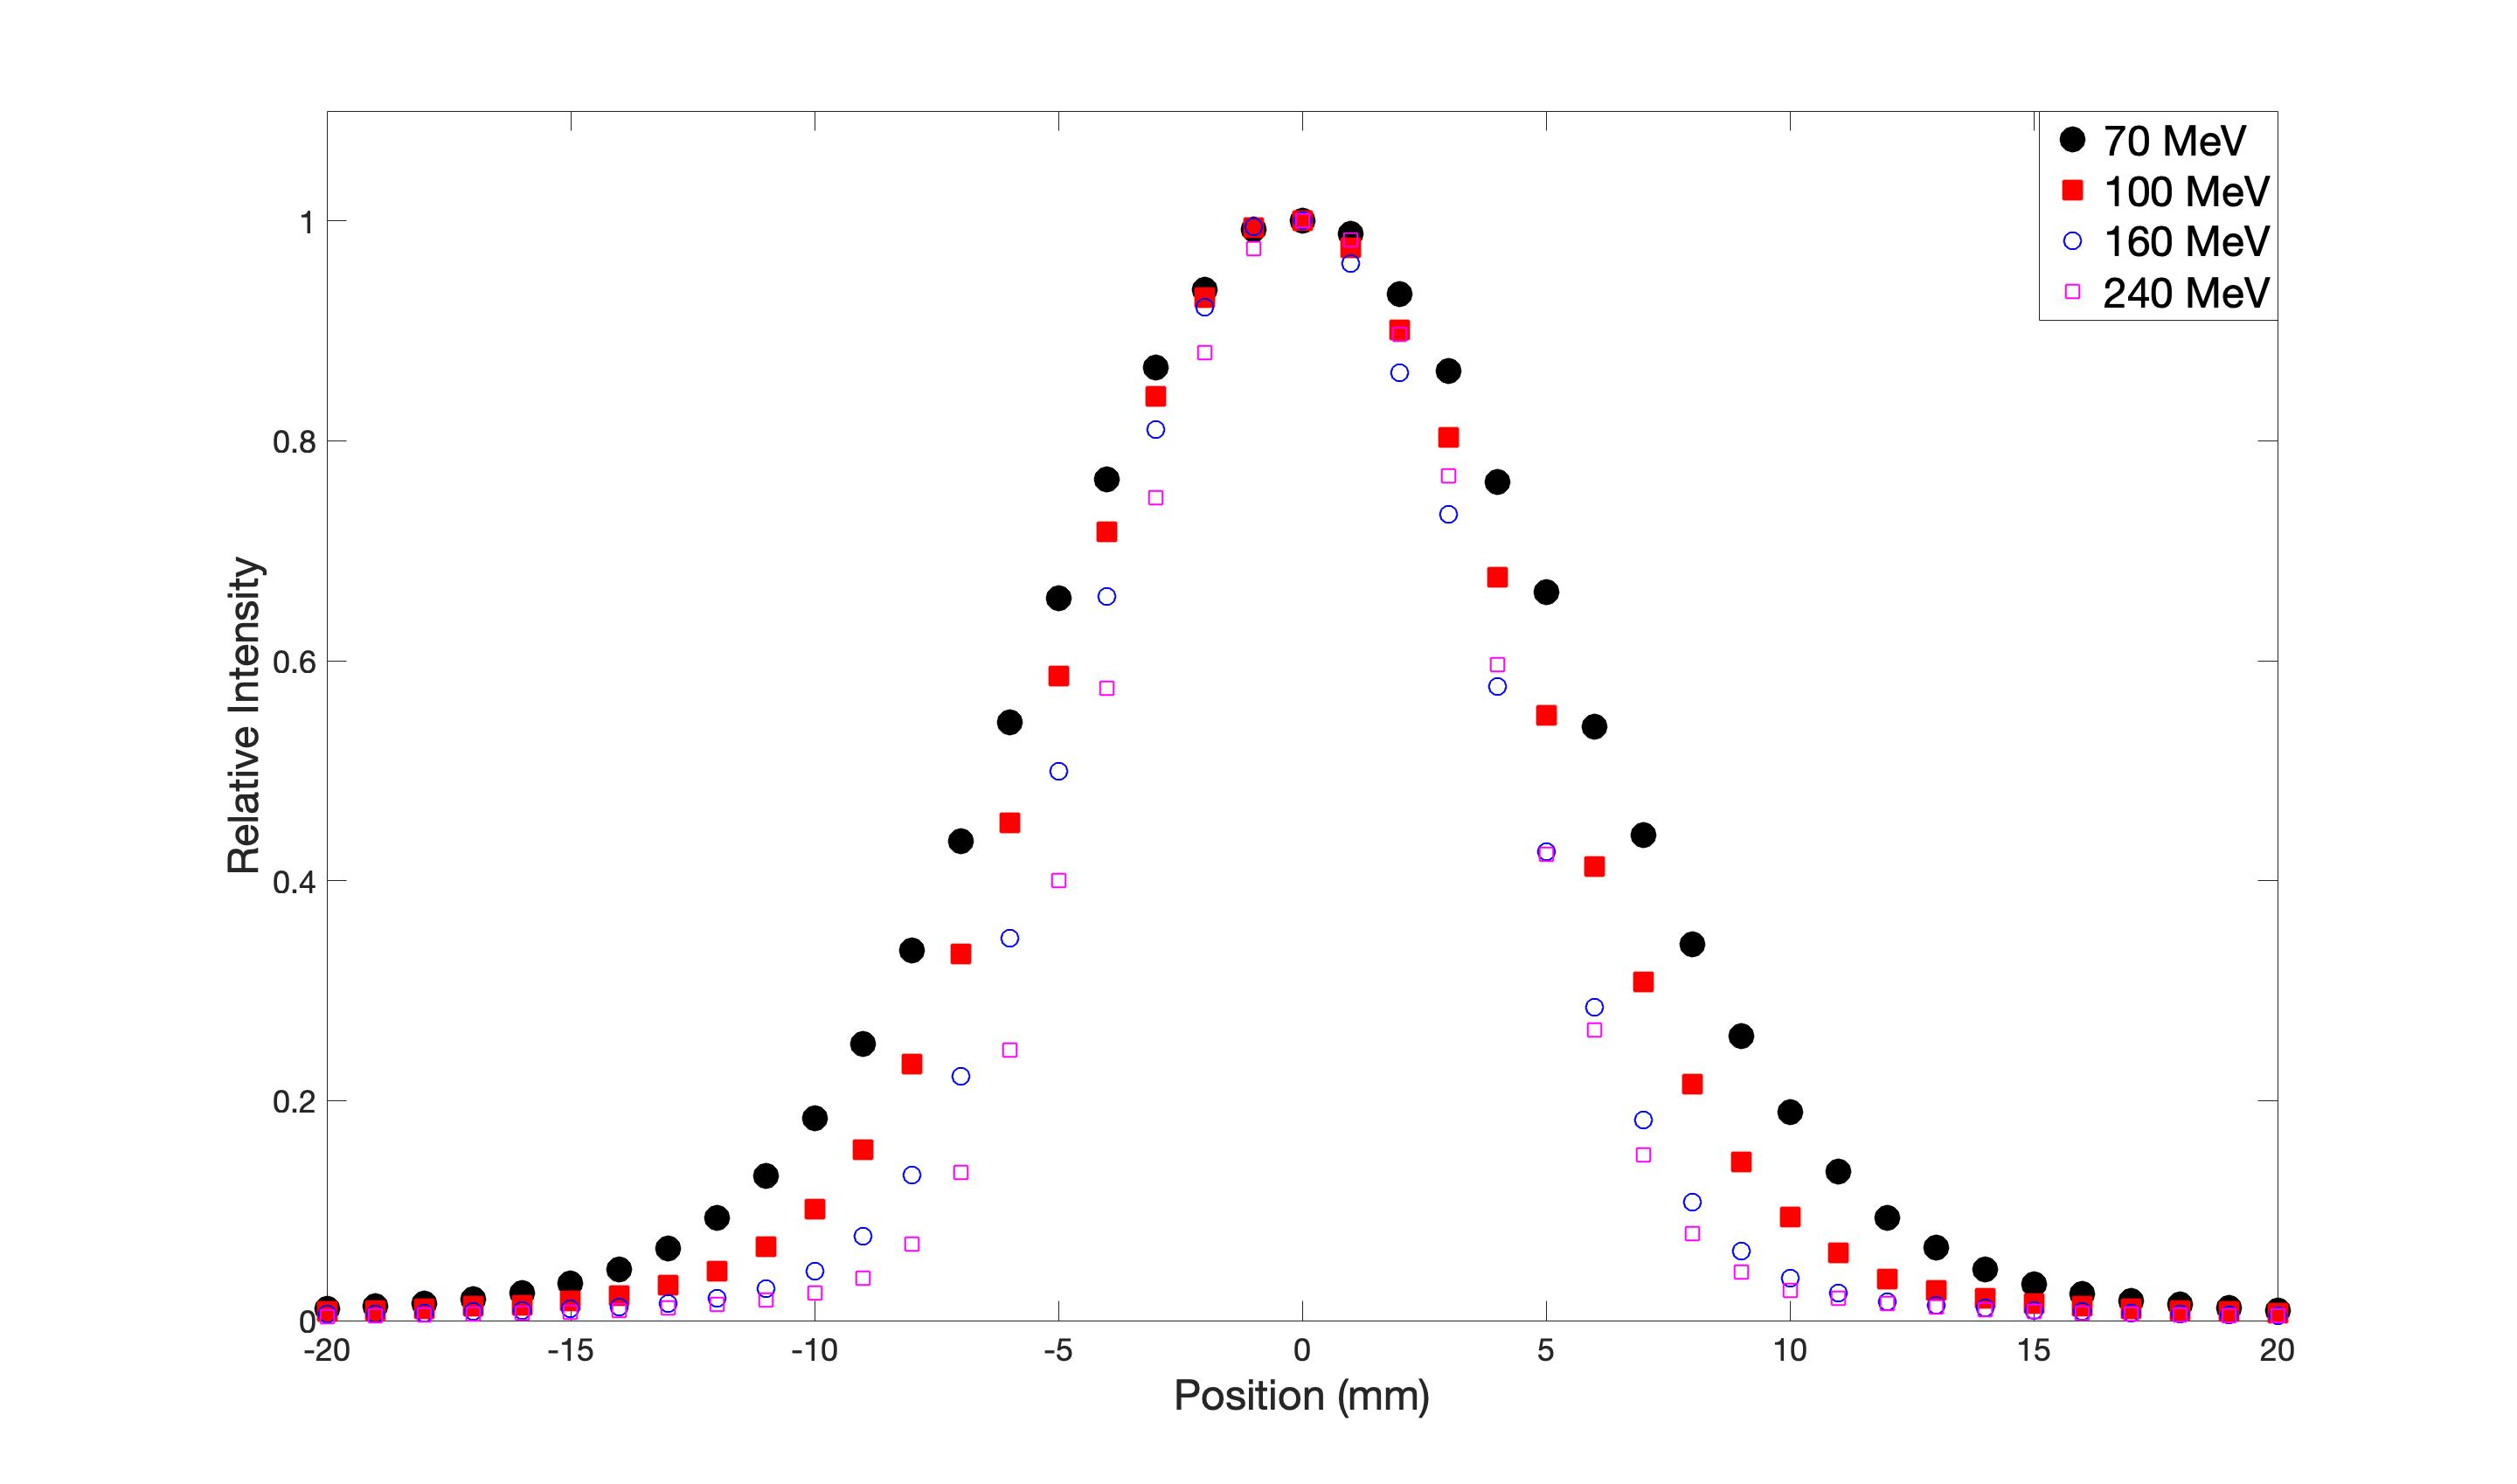 70 MeV
100 MeV
160 MeV
240 MeV
1
0.8
0.6
0.4
0.2
0
Relative Intensity
-20 -15 -10 -5 0 5 10 15 20
Position (mm)